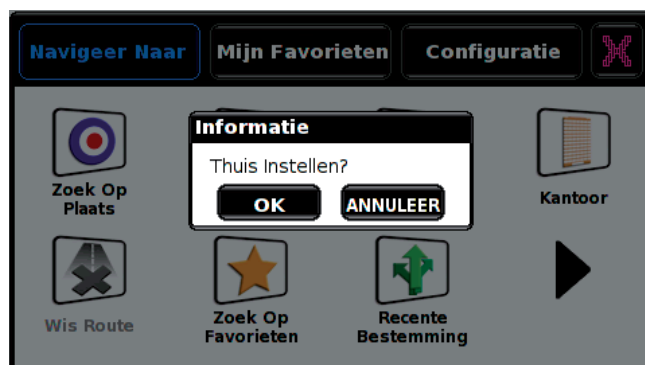 Navigeer Naar
Mijn Favorieten
Configuratie
Informatie
Thuis Instellen?
OK
ANNULEER
Zoek Op
Plaats
Kantoor
Wis Route
Zoek Op
Favorieten
Recente
Bestemming